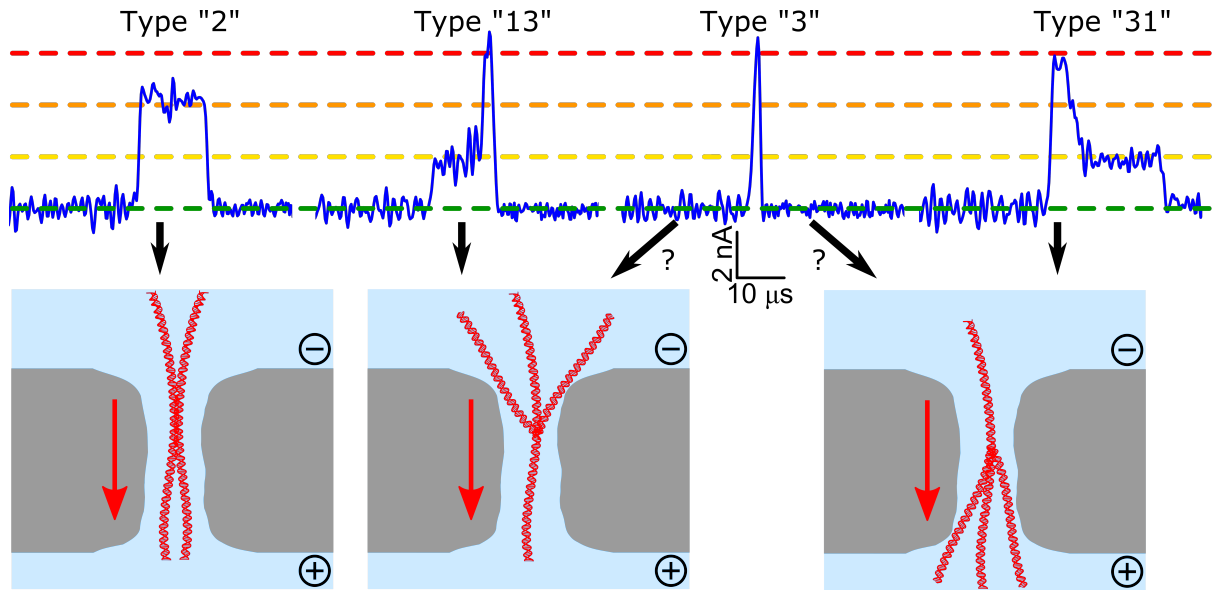 Type "2"
Type "13"
Type "3"
Type "31"
?
2 nA
?
10 μs
−
−
−
+
+
+